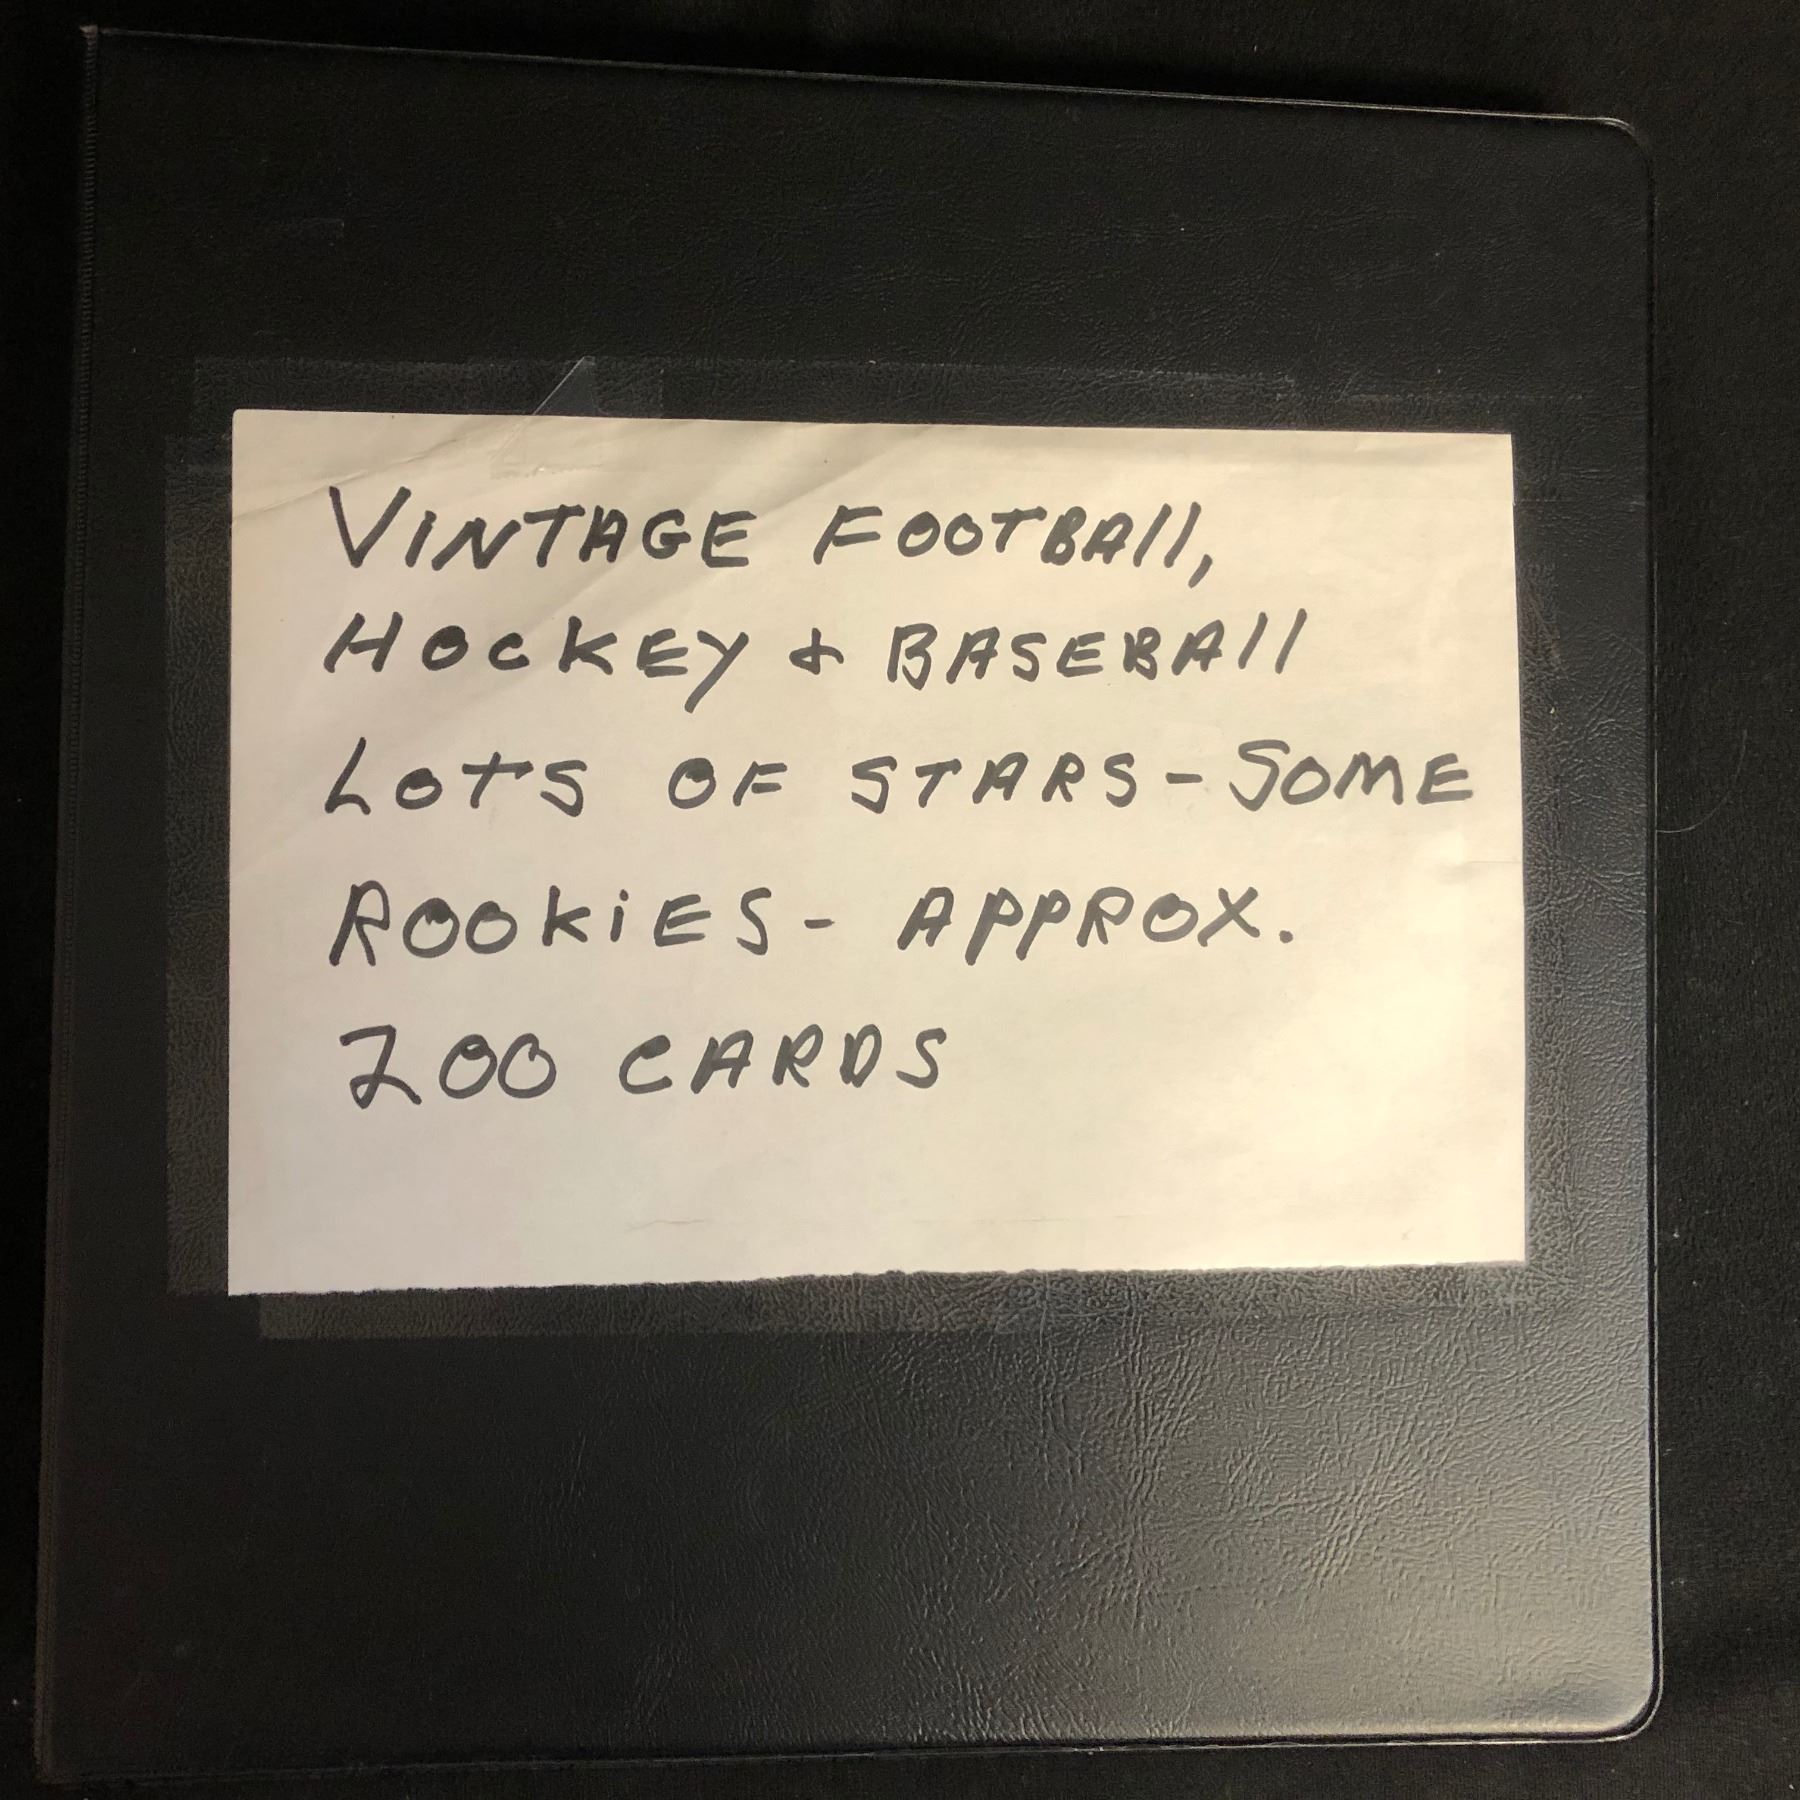 VINTAGE FOOTBAll,
HOCKEY & BASEBAll
LOTS OF STARS - SOME
ROOKiES - APPROX.
200 CARDS